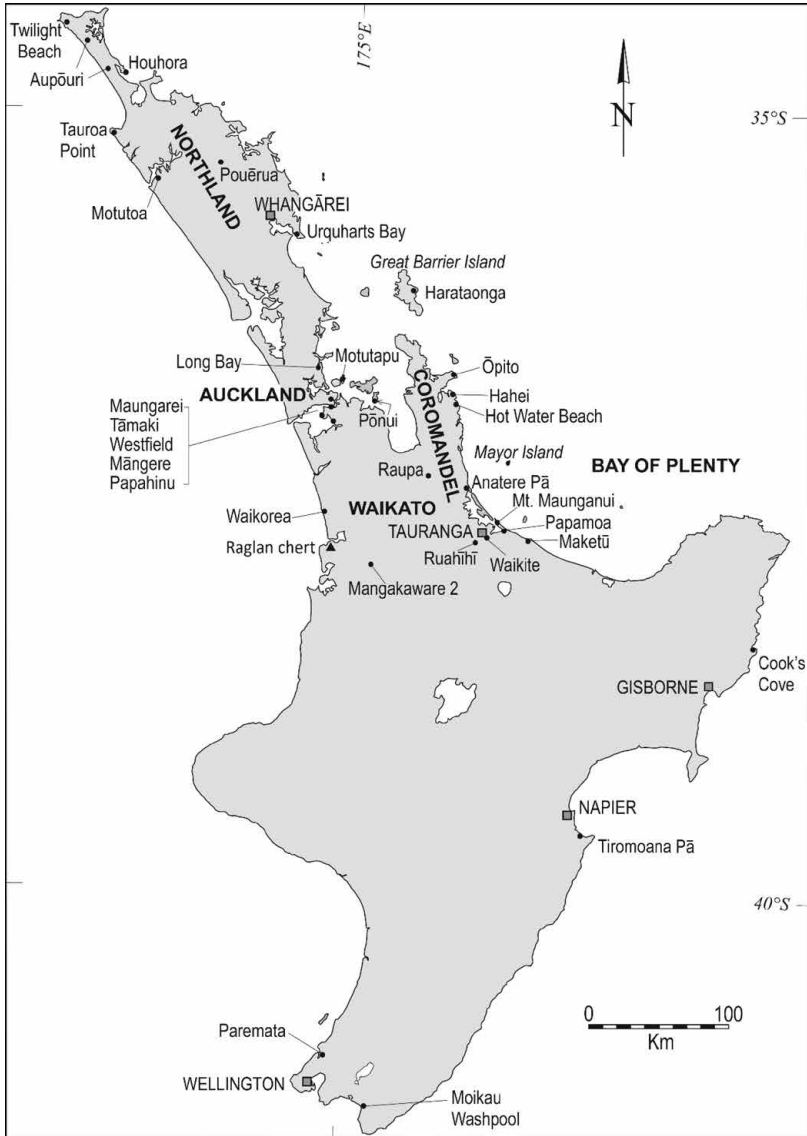 Twilight
Beach
175°E
Houhora
Aupōuri
35°S
N
Tauroa
Point
NORTHLAND
Pouērua
Motutoa
WHANGĀREI
Urquharts Bay
Great Barrier Island
Harataonga
Long Bay
Motutapu
Ōpito
AUCKLAND
COROMANDEL
Hahei
Maungarei
Tāmaki
Westfield
Māngere
Papahinu
Pōnui
Hot Water Beach
Mayor Island
BAY OF PLENTY
Raupa
Anatere Pā
Waikorea
WAIKATO
Mt. Maunganui
TAURANGA
Papamoa
Raglan chert
Ruahīhī
Waikite
Maketū
Mangakaware 2
Cook's
Cove
GISBORNE
NAPIER
Tiromoana Pā
40°S
0
100
Km
Paremata
WELLINGTON
Moikau
Washpool